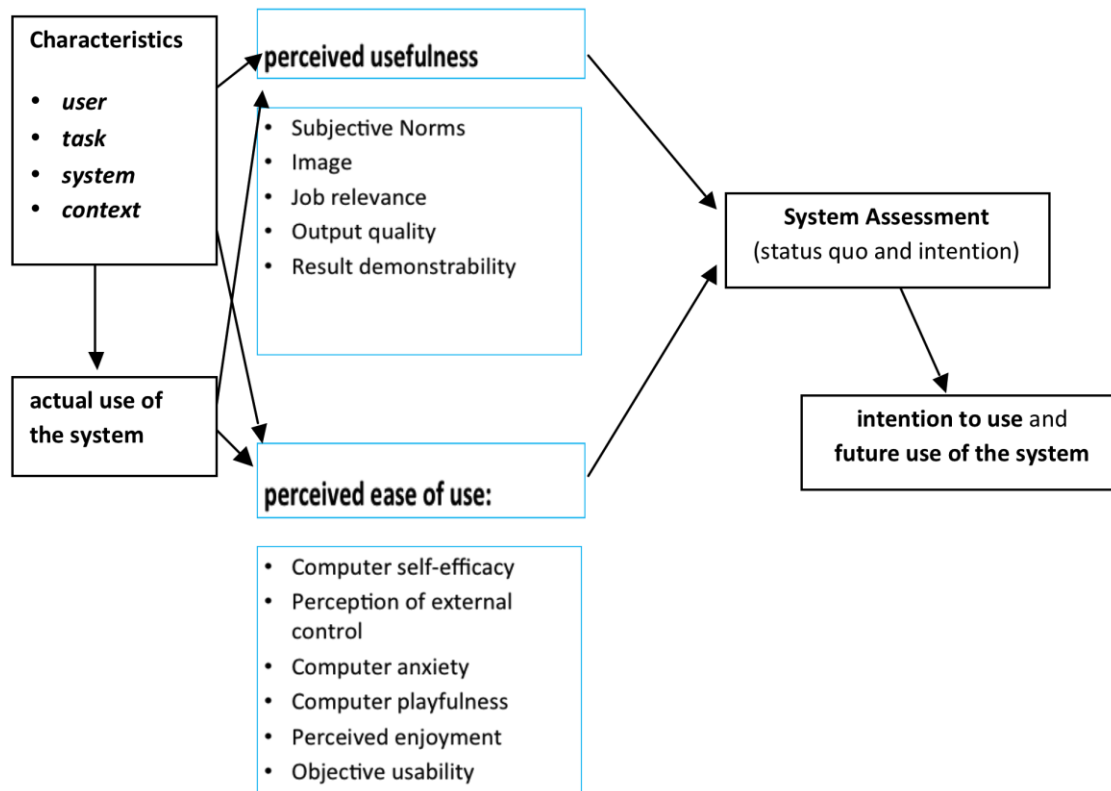 Characteristics
• user
• task
• system
• context
actual use of
the system
perceived usefulness
• Subjective Norms
• Image
• Job relevance
• Output quality
• Result demonstrability
perceived ease of use:
• Computer self-efficacy
• Perception of external
control
• Computer anxiety
• Computer playfulness
• Perceived enjoyment
• Objective usability
System Assessment
(status quo and intention)
intention to use and
future use of the system